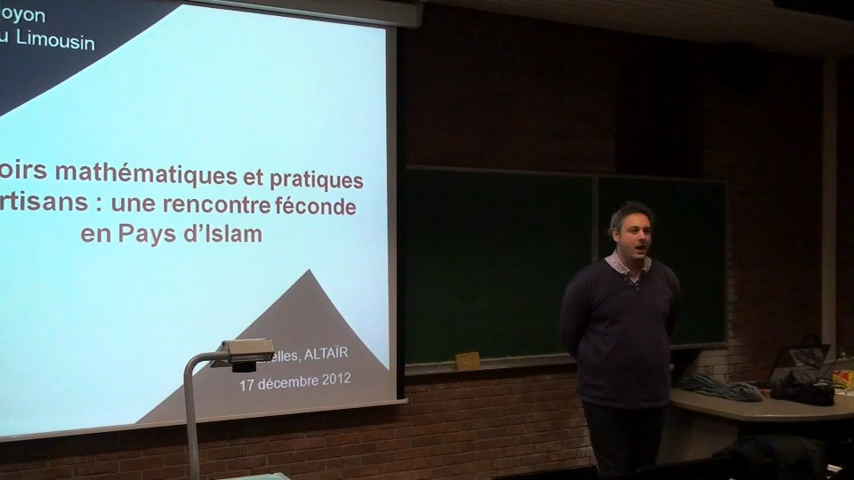 oyon
u Limousin
oirs mathématiques et pratiques
rtisans : une rencontre féconde
en Pays d'Islam
elles, ALTAÏR
17 décembre 2012